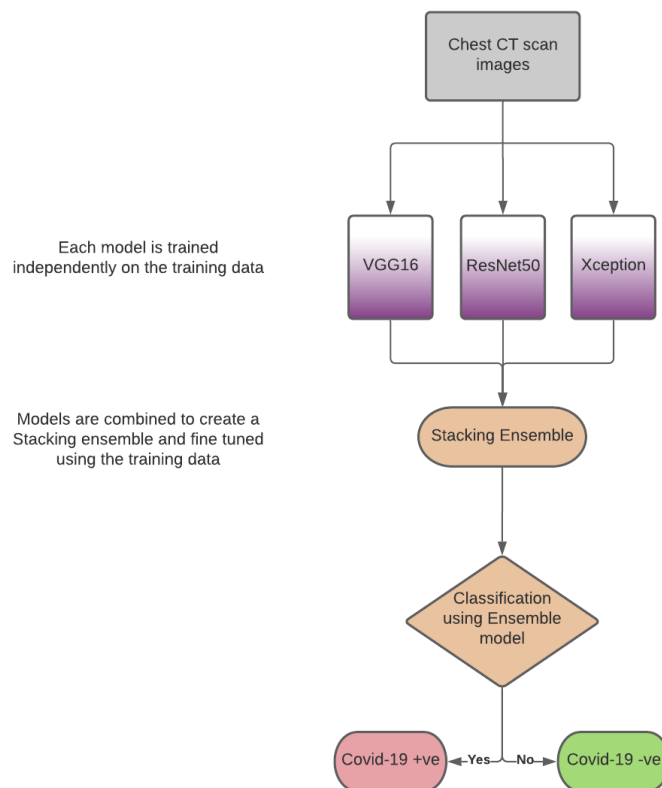 Chest CT scan
images
Each model is trained
independently on the training data
VGG16
ResNet50
Xception
Models are combined to create a
Stacking ensemble and fine tuned
using the training data
Stacking Ensemble
Classification
using Ensemble
model
Covid-19 +ve
Yes
No
Covid-19 -ve